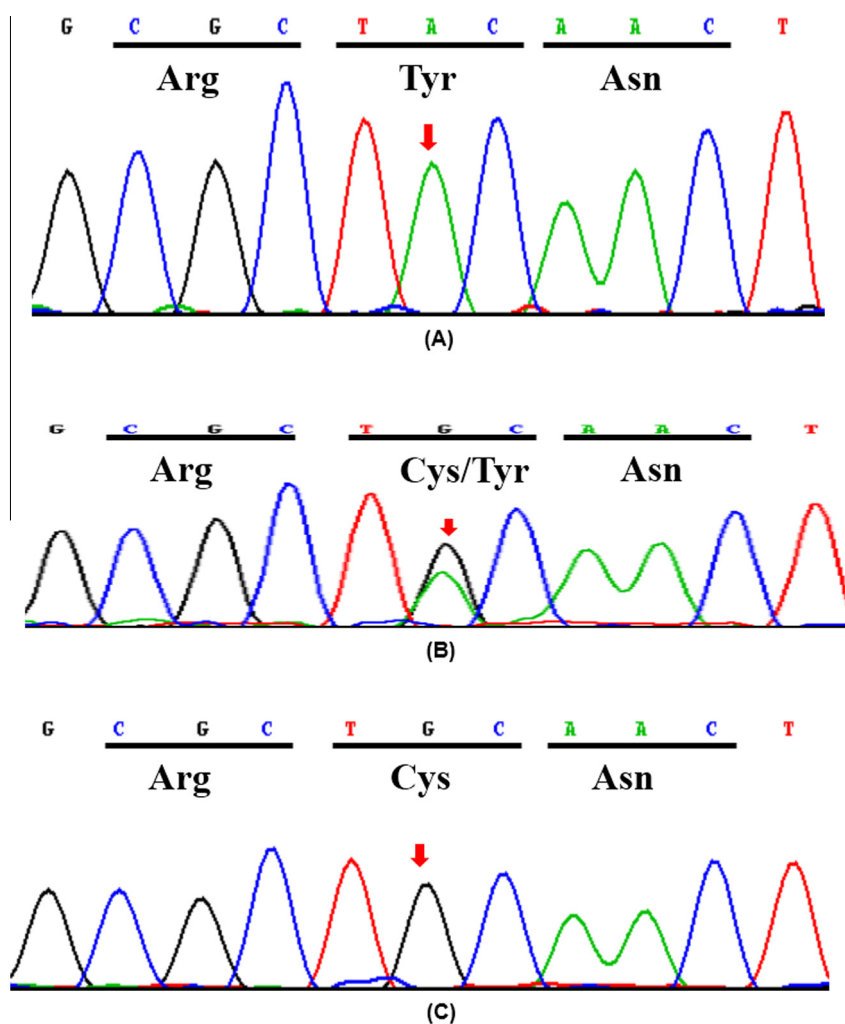 G C G C T A C A A C T
Arg Tyr Asn
(A)
G C G C T G C A A C T
Arg Cys/Tyr Asn
(B)
G C G C T G C A A C T
Arg Cys Asn
(C)